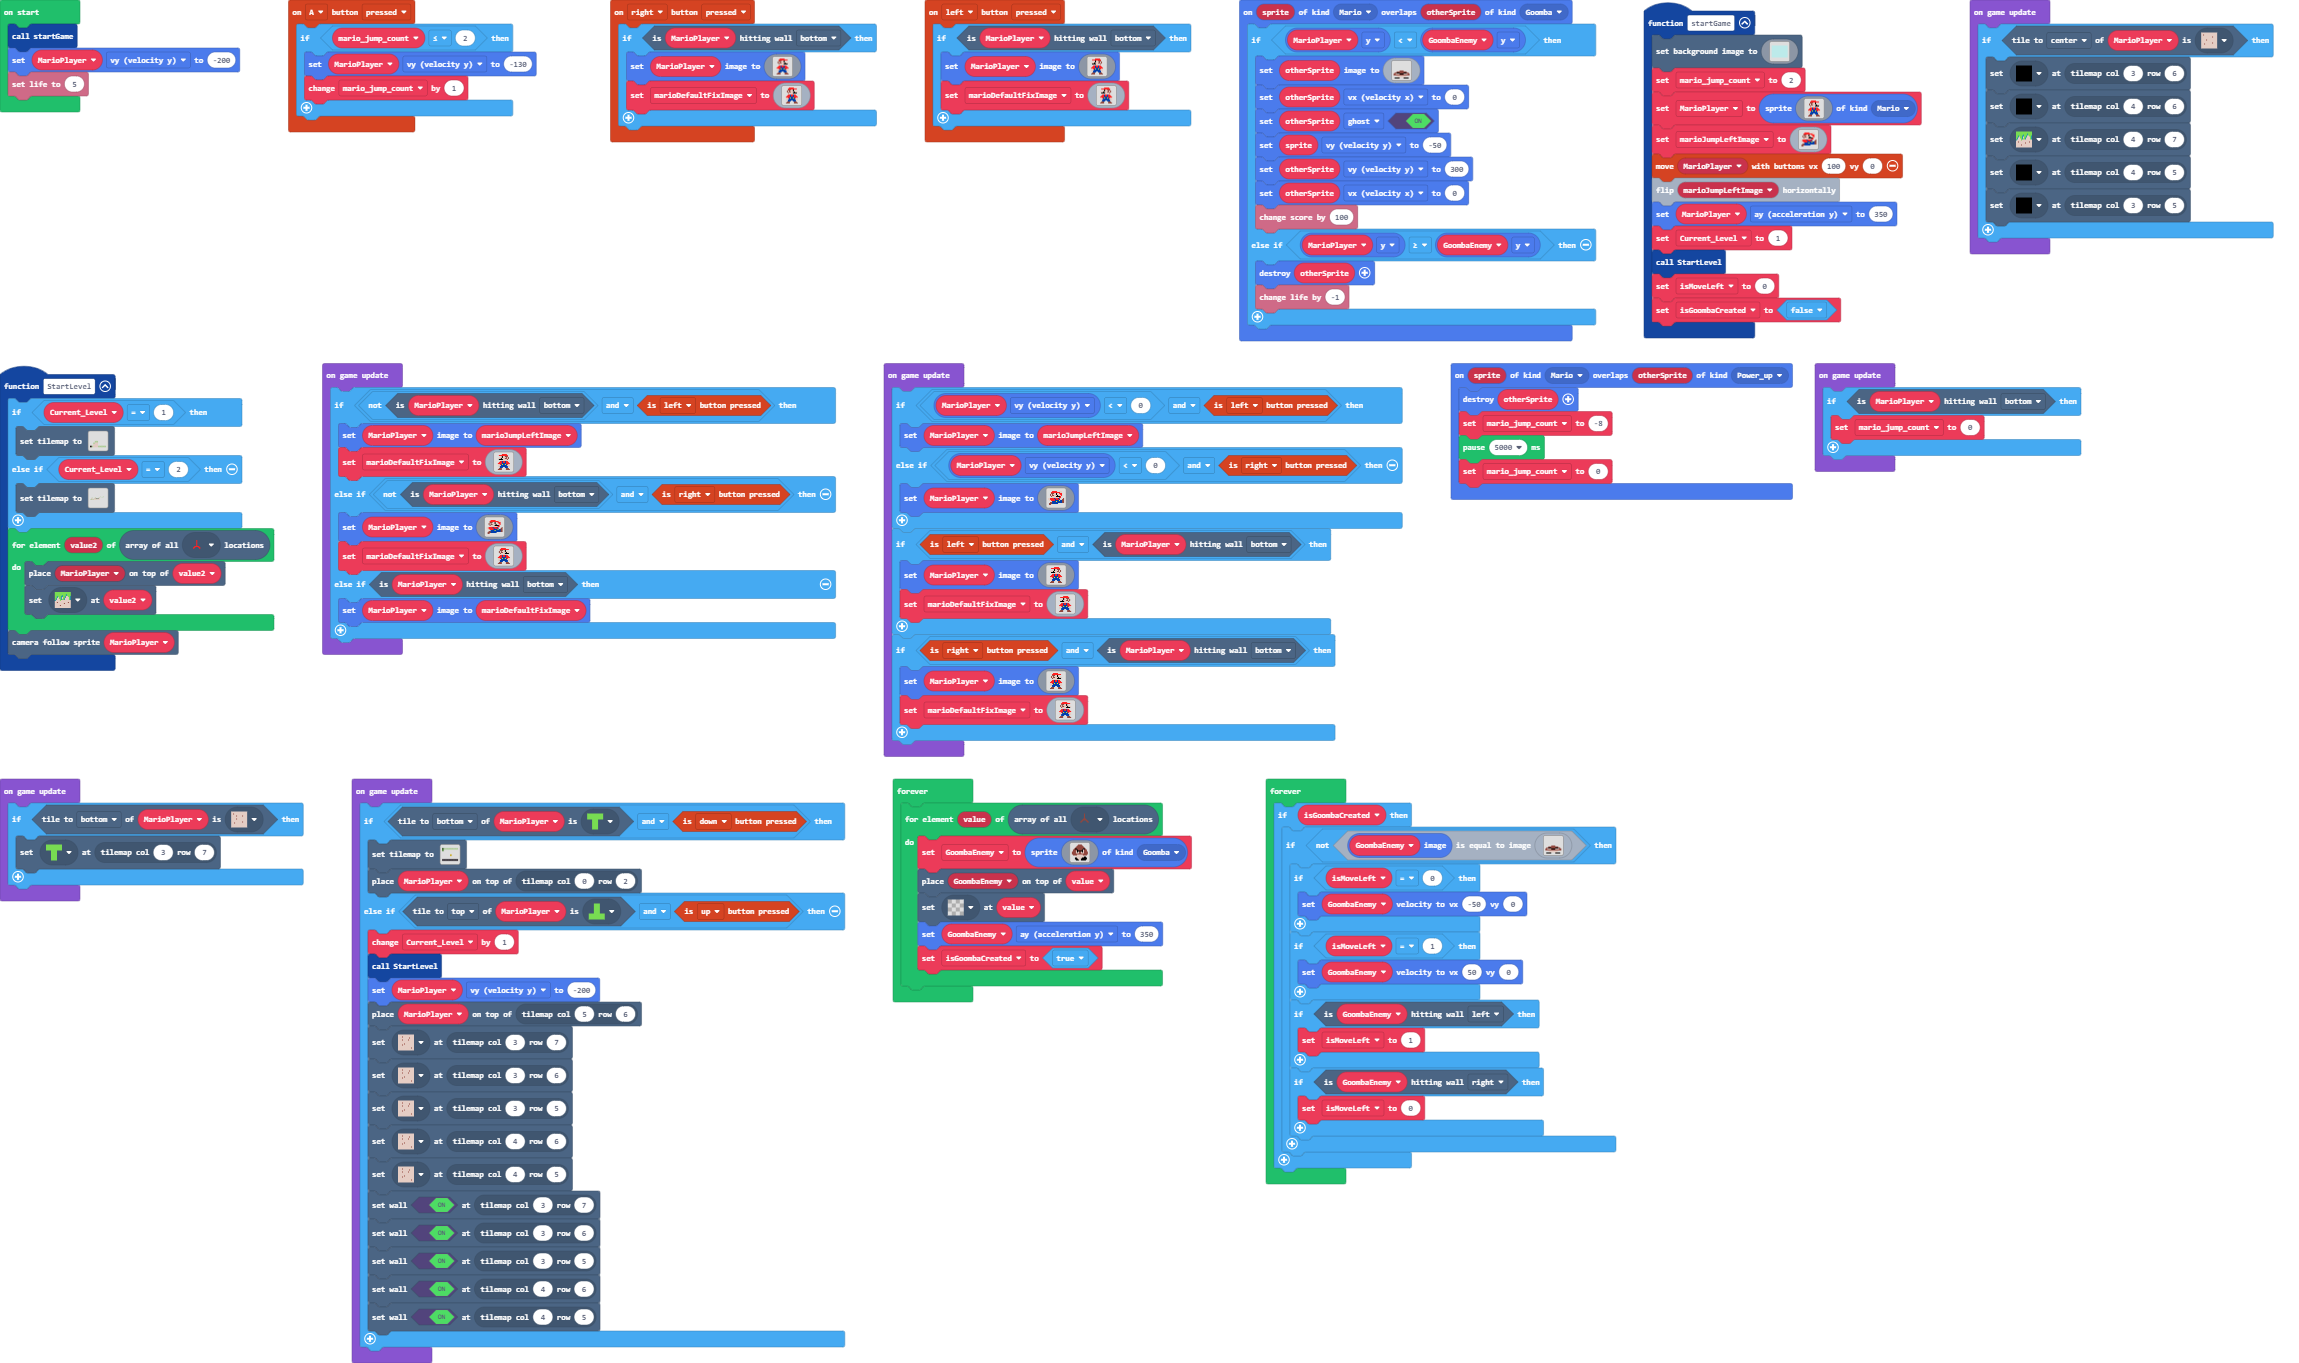 on start
call startGame
set MarioPlayer vy (velocity y) to -200
set life to 5
on A button pressed
if mario_jump_count ≤ 2 then
set MarioPlayer vy (velocity y) to -130
change mario_jump_count by 1
on right button pressed
if is MarioPlayer hitting wall bottom then
set MarioPlayer image to
set marioDefaultFixImage to
on left button pressed
if is MarioPlayer hitting wall bottom then
set MarioPlayer image to
set marioDefaultFixImage to
on sprite of kind Mario overlaps otherSprite of kind Goomba
if MarioPlayer y < GoombaEnemy y then
set otherSprite image to
set otherSprite vx (velocity x) to 0
set otherSprite ghost ON
set sprite vy (velocity y) to -50
set otherSprite vy (velocity y) to 300
set otherSprite vx (velocity x) to 0
change score by 100
else if MarioPlayer y ≥ GoombaEnemy y then
destroy otherSprite
change life by -1
function startGame
set background image to
set mario_jump_count to 2
set MarioPlayer to sprite of kind Mario
set marioJumpLeftImage to
move MarioPlayer with buttons vx 100 vy 0
flip marioJumpLeftImage horizontally
set MarioPlayer ay (acceleration y) to 350
set Current_Level to 1
call StartLevel
set isMoveLeft to 0
set isGoombaCreated to false
on game update
if tile to center of MarioPlayer is then
set at tilemap col 3 row 6
set at tilemap col 4 row 6
set at tilemap col 4 row 7
set at tilemap col 4 row 5
set at tilemap col 3 row 5
function StartLevel
if Current_Level = 1 then
set tilemap to
else if Current_Level = 2 then
set tilemap to
for element value2 of array of all locations
do place MarioPlayer on top of value2
set at value2
camera follow sprite MarioPlayer
on game update
if not is MarioPlayer hitting wall bottom and is left button pressed then
set MarioPlayer image to marioJumpLeftImage
set marioDefaultFixImage to
else if not is MarioPlayer hitting wall bottom and is right button pressed then
set MarioPlayer image to
set marioDefaultFixImage to
else if is MarioPlayer hitting wall bottom then
set MarioPlayer image to marioDefaultFixImage
on game update
if MarioPlayer vy (velocity y) < 0 and is left button pressed then
set MarioPlayer image to marioJumpLeftImage
else if MarioPlayer vy (velocity y) < 0 and is right button pressed then
set MarioPlayer image to
if is left button pressed and is MarioPlayer hitting wall bottom then
set MarioPlayer image to
set marioDefaultFixImage to
if is right button pressed and is MarioPlayer hitting wall bottom then
set MarioPlayer image to
set marioDefaultFixImage to
on sprite of kind Mario overlaps otherSprite of kind Power_up
destroy otherSprite
set mario_jump_count to -8
pause 5000 ms
set mario_jump_count to 0
on game update
if is MarioPlayer hitting wall bottom then
set mario_jump_count to 0
on game update
if tile to bottom of MarioPlayer is then
set at tilemap col 3 row 7
on game update
if tile to bottom of MarioPlayer is and is down button pressed then
set tilemap to
place MarioPlayer on top of tilemap col 0 row 2
else if tile to top of MarioPlayer is and is up button pressed then
change Current_Level by 1
call StartLevel
set MarioPlayer vy (velocity y) to -200
place MarioPlayer on top of tilemap col 5 row 6
set at tilemap col 3 row 7
set at tilemap col 3 row 6
set at tilemap col 3 row 5
set at tilemap col 4 row 6
set at tilemap col 4 row 5
set wall ON at tilemap col 3 row 7
set wall ON at tilemap col 3 row 6
set wall ON at tilemap col 3 row 5
set wall ON at tilemap col 4 row 6
set wall ON at tilemap col 4 row 5
forever
for element value of array of all locations
do set GoombaEnemy to sprite of kind Goomba
place GoombaEnemy on top of value
set at value
set GoombaEnemy ay (acceleration y) to 350
set isGoombaCreated to true
forever
if isGoombaCreated then
if not GoombaEnemy image is equal to image then
if isMoveLeft = 0 then
set GoombaEnemy velocity to vx -50 vy 0
if isMoveLeft = 1 then
set GoombaEnemy velocity to vx 50 vy 0
if is GoombaEnemy hitting wall left then
set isMoveLeft to 1
if is GoombaEnemy hitting wall right then
set isMoveLeft to 0